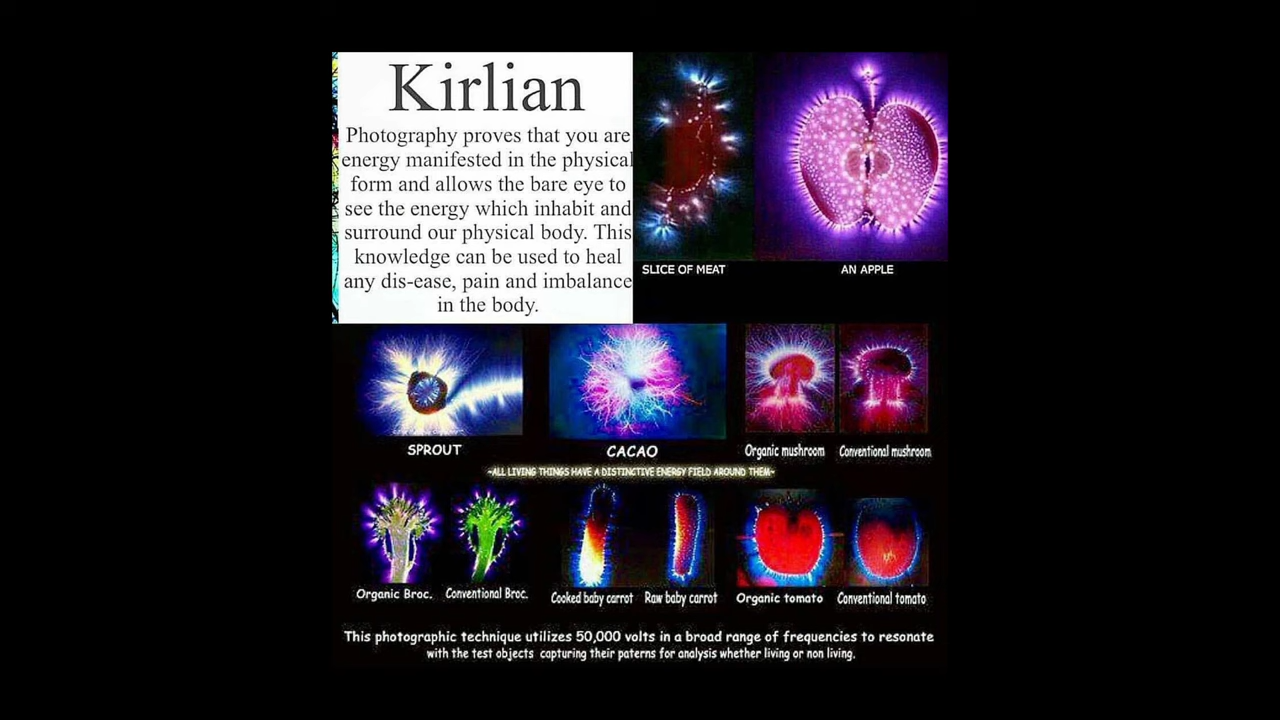 Kirlian
Photography proves that you are
energy manifested in the physical
form and allows the bare eye to
see the energy which inhabit and
surround our physical body. This
knowledge can be used to heal
any dis-ease, pain and imbalance
in the body.
SLICE OF MEAT
AN APPLE
SPROUT
CACAO
Organic mushroom
Conventional mushroom
~ALL LIVING THINGS HAVE A DISTINCTIVE ENERGY FIELD AROUND THEM~
Organic Broc.
Conventional Broc.
Cooked baby carrot
Raw baby carrot
Organic tomato
Conventional tomato
This photographic technique utilizes 50,000 volts in a broad range of frequencies to resonate
with the test objects capturing their paterns for analysis whether living or non living.